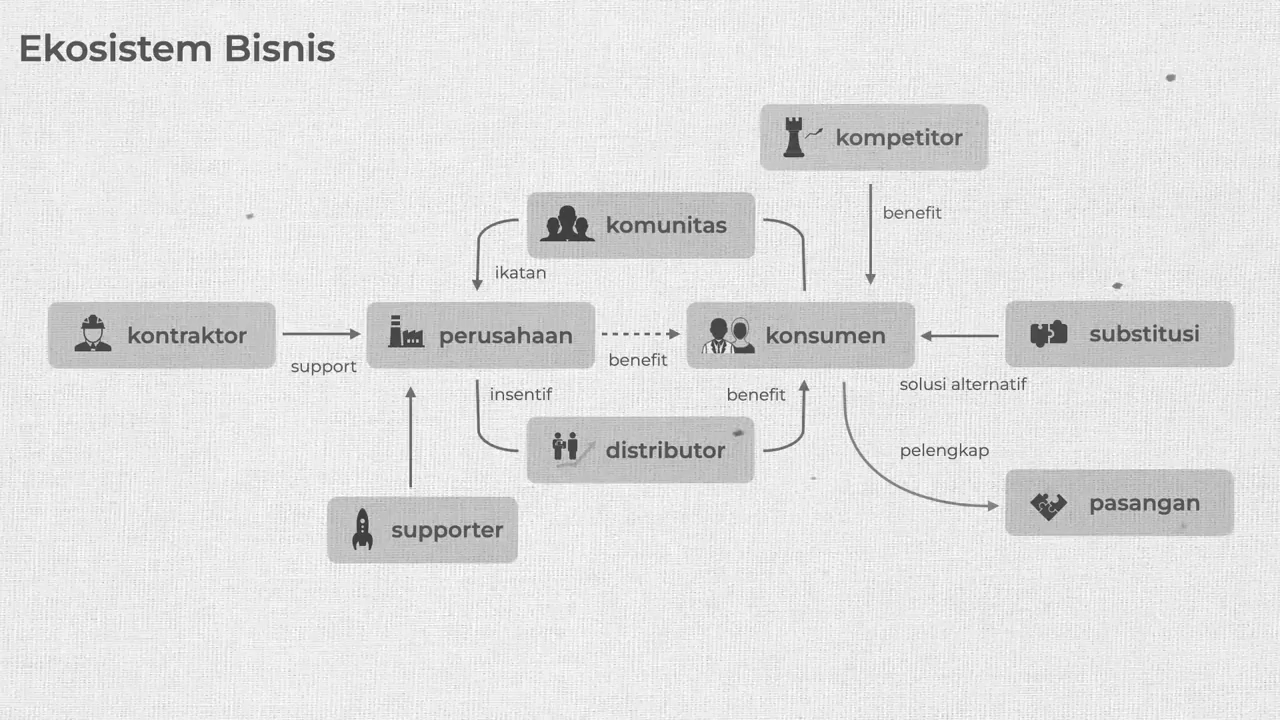 Ekosistem Bisnis
kompetitor
benefit
komunitas
ikatan
kontraktor
support
perusahaan
benefit
konsumen
substitusi
solusi alternatif
insentif
benefit
distributor
pelengkap
pasangan
supporter